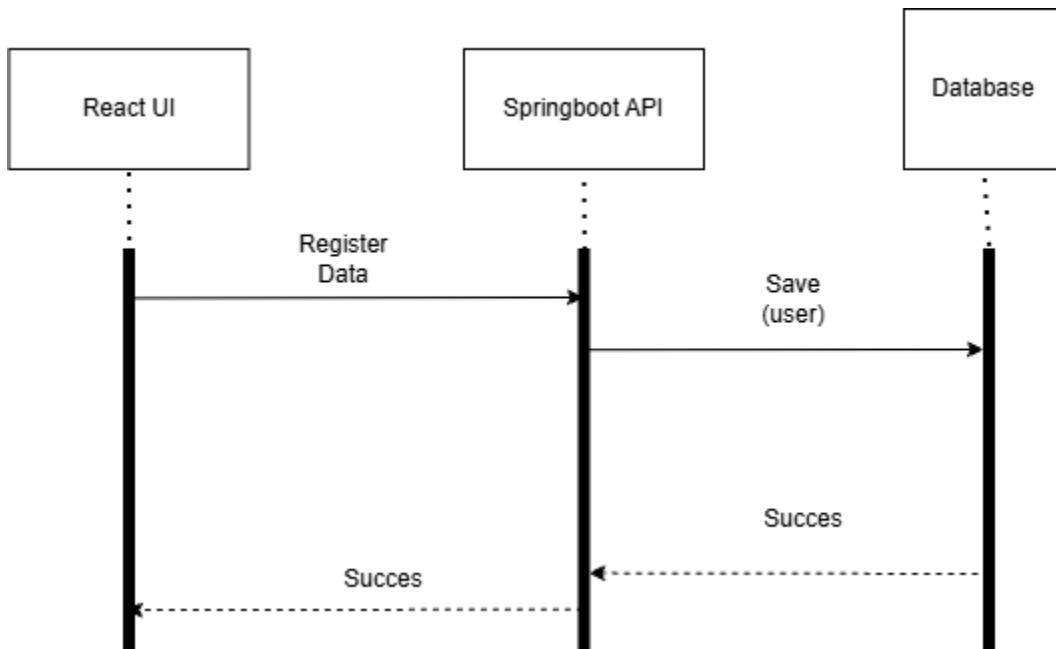 React UI
Springboot API
Database
Register
Data
Save
(user)
Succes
Succes